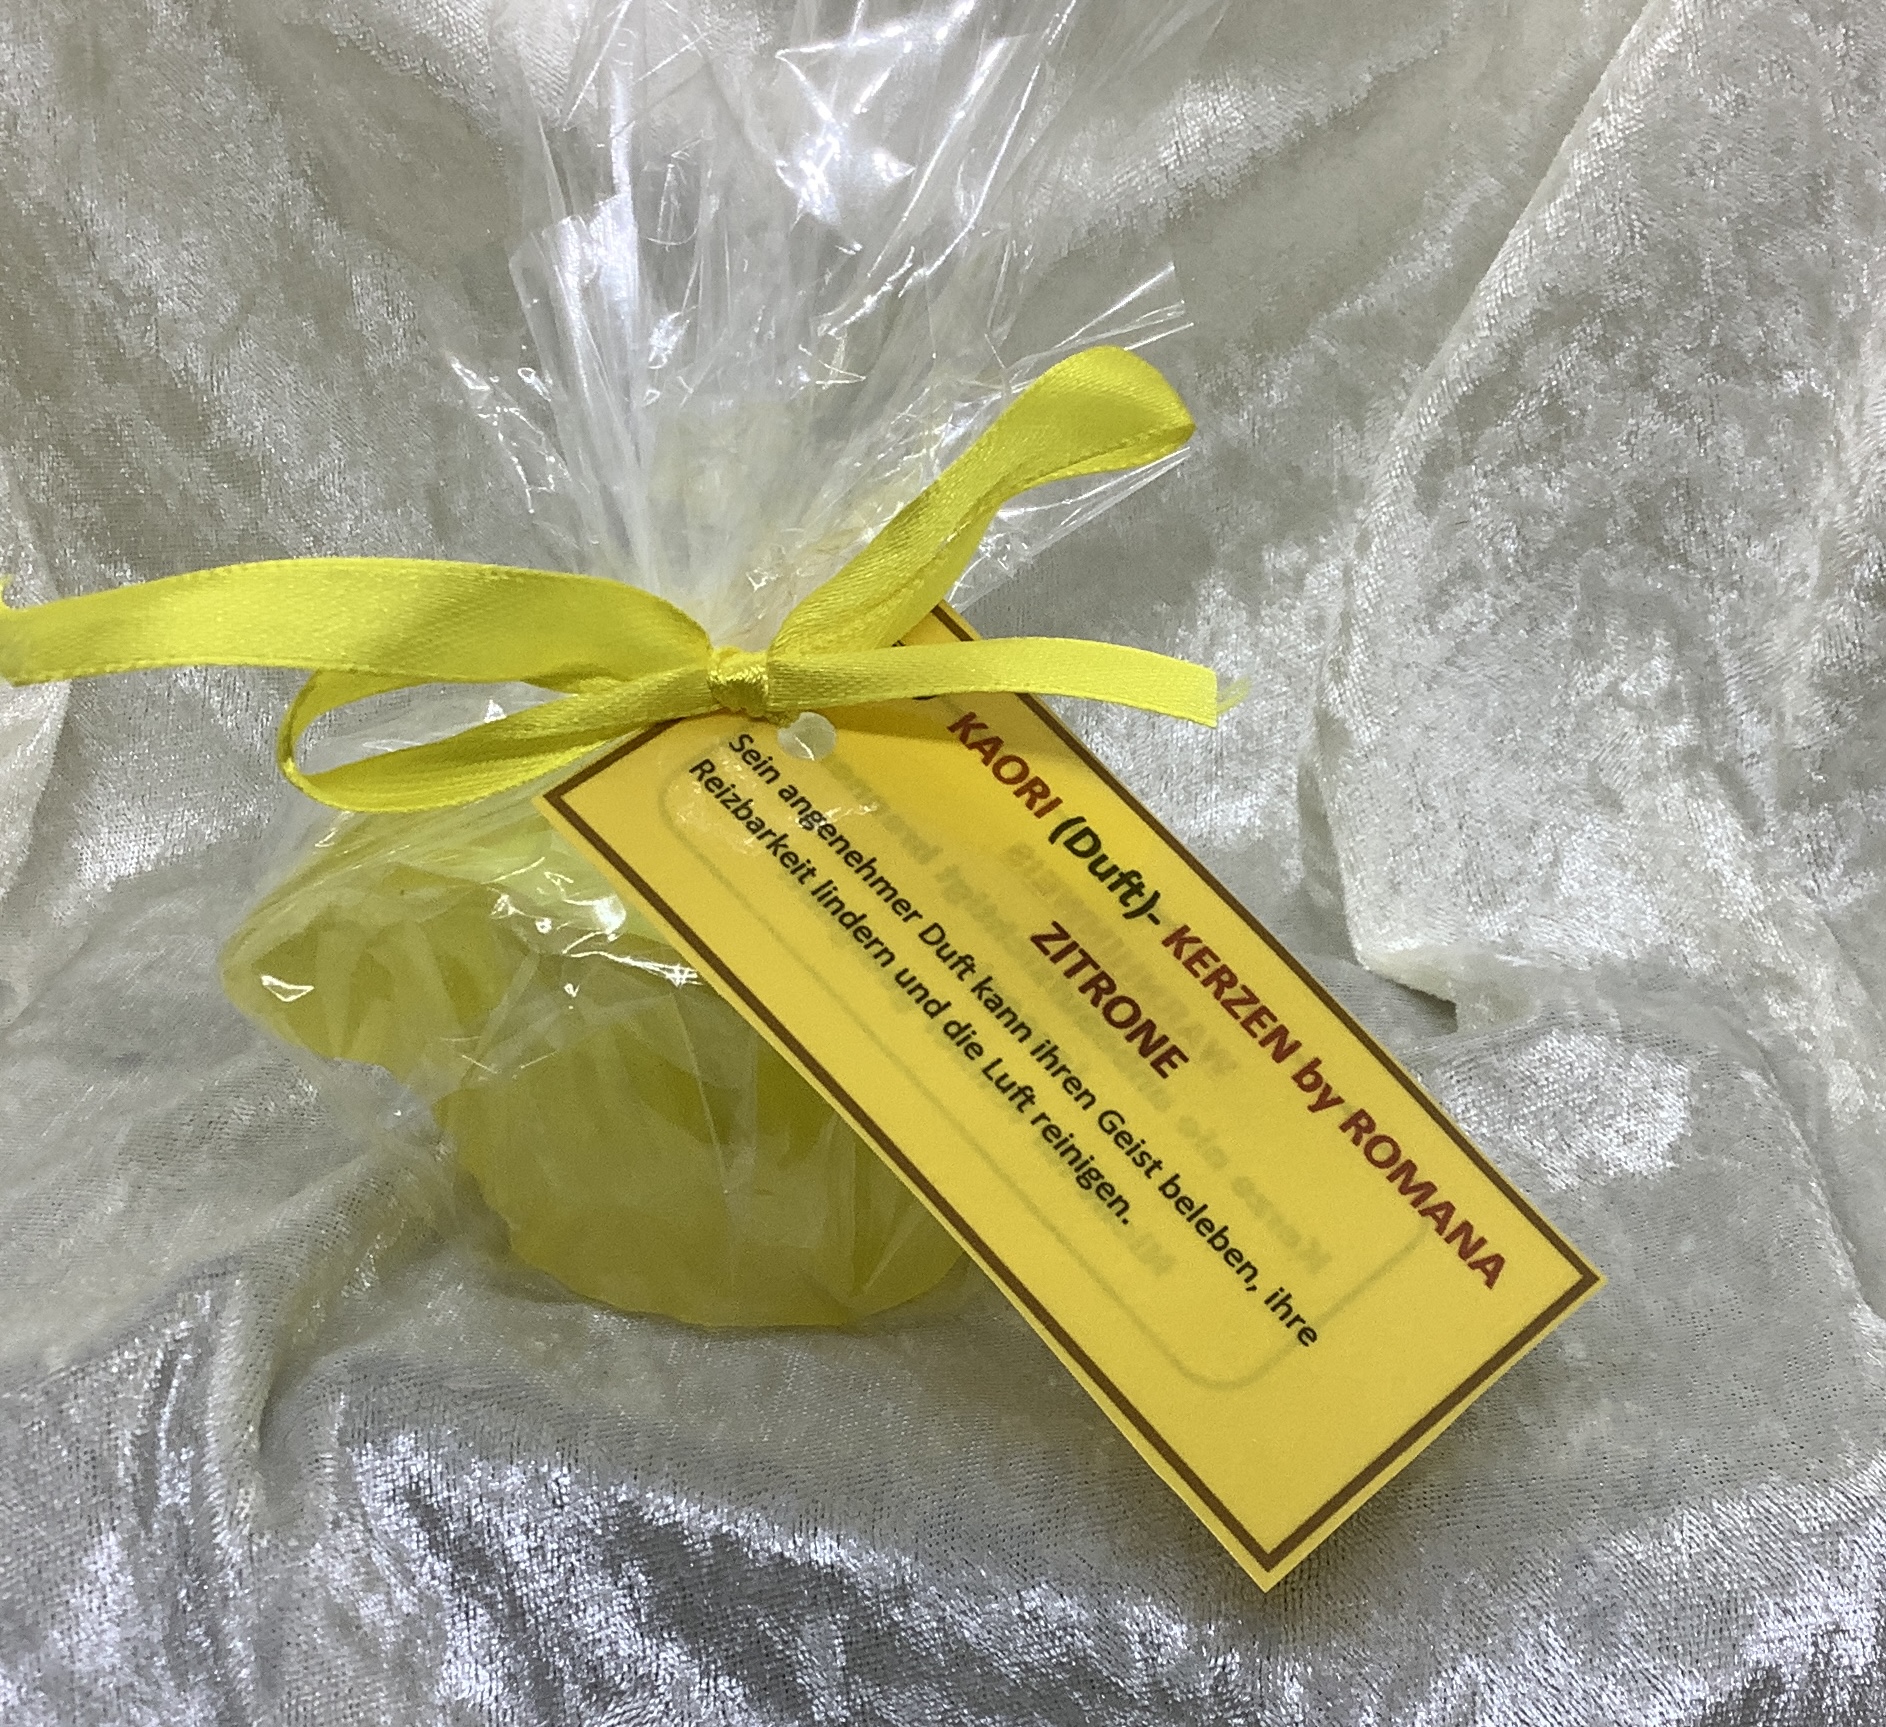 KAORI (Duft)- KERZEN by ROMANA
ZITRONE
Sein angenehmer Duft kann ihren Geist beleben, ihre
Reizbarkeit lindern und die Luft reinigen.